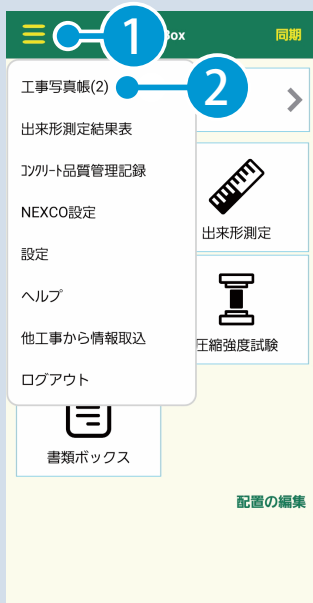 1
Box
同期
工事写真帳(2)
2
出来形測定結果表
ｺﾝｸﾘｰﾄ品質管理記録
NEXCO設定
出来形測定
設定
ヘルプ
他工事から情報取込
圧縮強度試験
ログアウト
書類ボックス
配置の編集